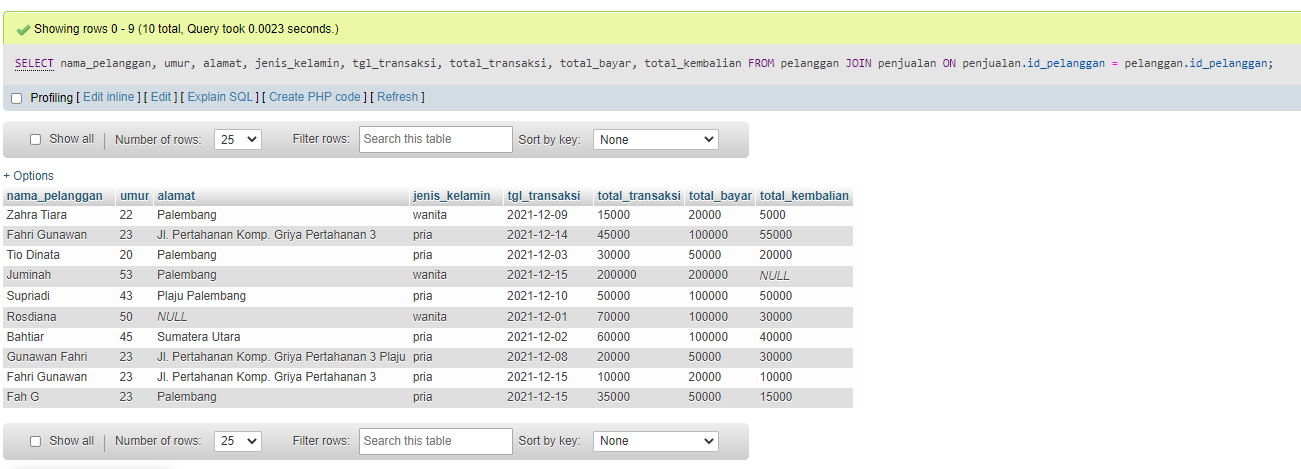 Showing rows 0 - 9 (10 total, Query took 0.0023 seconds.)
SELECT nama_pelanggan, umur, alamat, jenis_kelamin, tgl_transaksi, total_transaksi, total_bayar, total_kembalian FROM pelanggan JOIN penjualan ON penjualan.id_pelanggan = pelanggan.id_pelanggan;
Profiling [ Edit inline ] [ Edit ] [ Explain SQL ] [ Create PHP code ] [ Refresh ]
Show all | Number of rows: 25 Filter rows: Search this table Sort by key: None
+ Options
nama_pelanggan umur alamat jenis_kelamin tgl_transaksi total_transaksi total_bayar total_kembalian
Zahra Tiara 22 Palembang wanita 2021-12-09 15000 20000 5000
Fahri Gunawan 23 Jl. Pertahanan Komp. Griya Pertahanan 3 pria 2021-12-14 45000 100000 55000
Tio Dinata 20 Palembang pria 2021-12-03 30000 50000 20000
Juminah 53 Palembang wanita 2021-12-15 200000 200000 NULL
Supriadi 43 Plaju Palembang pria 2021-12-10 50000 100000 50000
Rosdiana 50 NULL wanita 2021-12-01 70000 100000 30000
Bahtiar 45 Sumatera Utara pria 2021-12-02 60000 100000 40000
Gunawan Fahri 23 Jl. Pertahanan Komp. Griya Pertahanan 3 Plaju pria 2021-12-08 20000 50000 30000
Fahri Gunawan 23 Jl. Pertahanan Komp. Griya Pertahanan 3 pria 2021-12-15 10000 20000 10000
Fah G 23 Palembang pria 2021-12-15 35000 50000 15000
Show all | Number of rows: 25 Filter rows: Search this table Sort by key: None